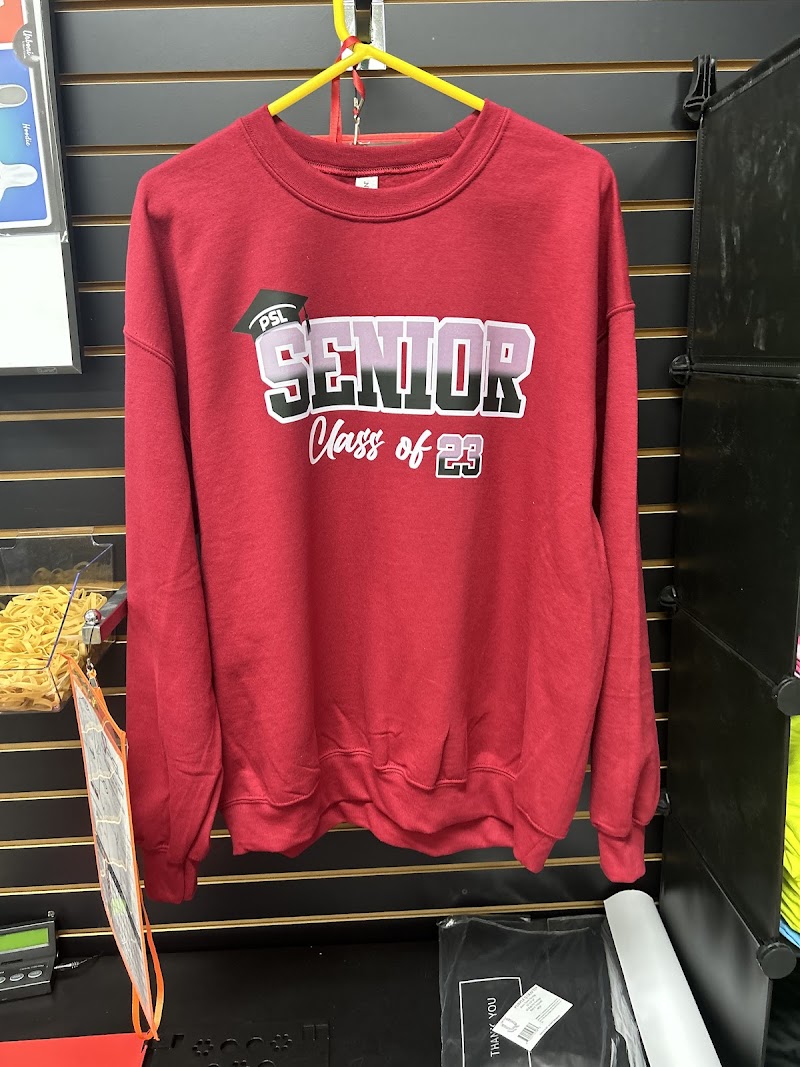 PSL
SENIOR
Class of 23
THANK YOU